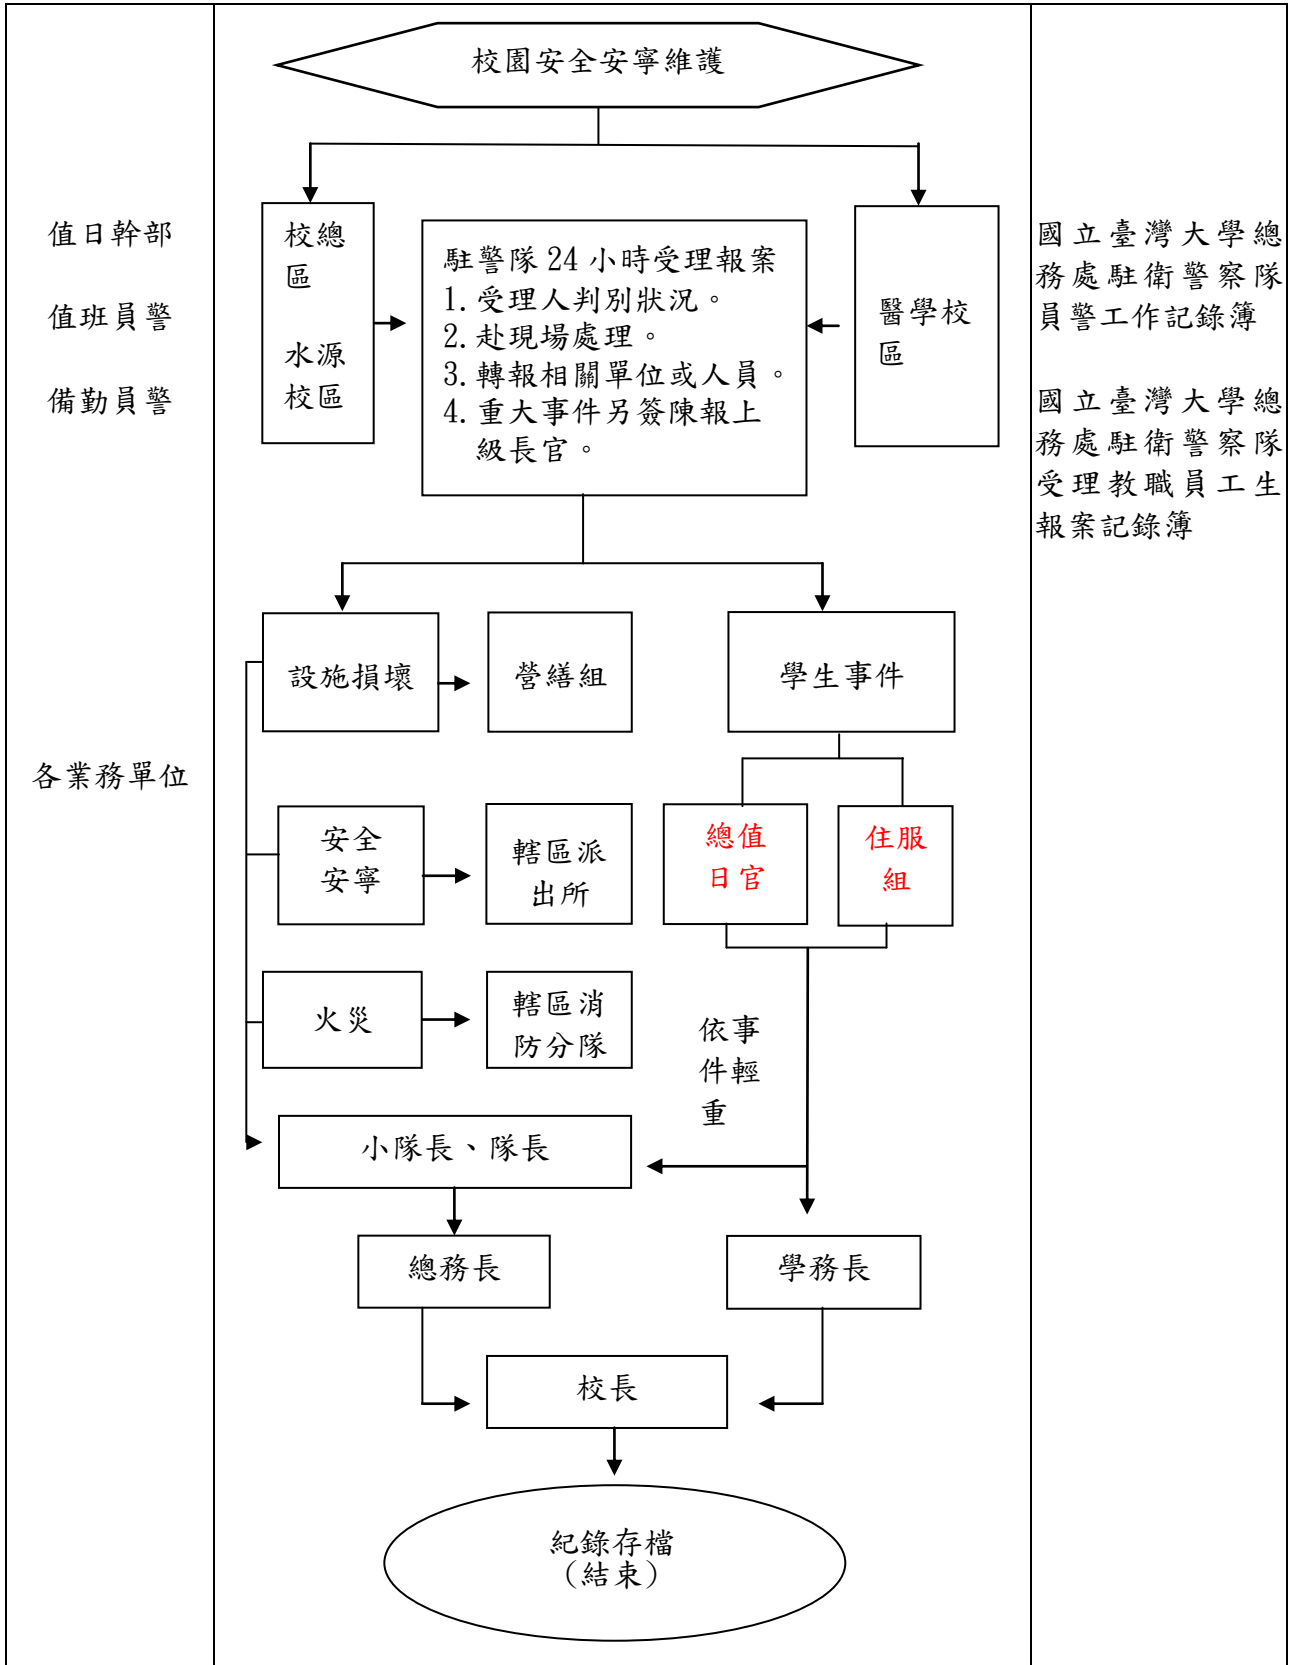 校園安全安寧維護
值日幹部
值班員警
備勤員警
校總
區
水源
校區
駐警隊 24 小時受理報案
1. 受理人判別狀況。
2. 赴現場處理。
3. 轉報相關單位或人員。
4. 重大事件另簽陳報上
級長官。
醫學校
區
國立臺灣大學總
務處駐衛警察隊
員警工作記錄簿
國立臺灣大學總
務處駐衛警察隊
受理教職員工生
報案記錄簿
設施損壞
營繕組
學生事件
各業務單位
安全
安寧
轄區派
出所
總值
日官
住服
組
火災
轄區消
防分隊
依事
件輕
重
小隊長、隊長
總務長
學務長
校長
紀錄存檔
(結束)